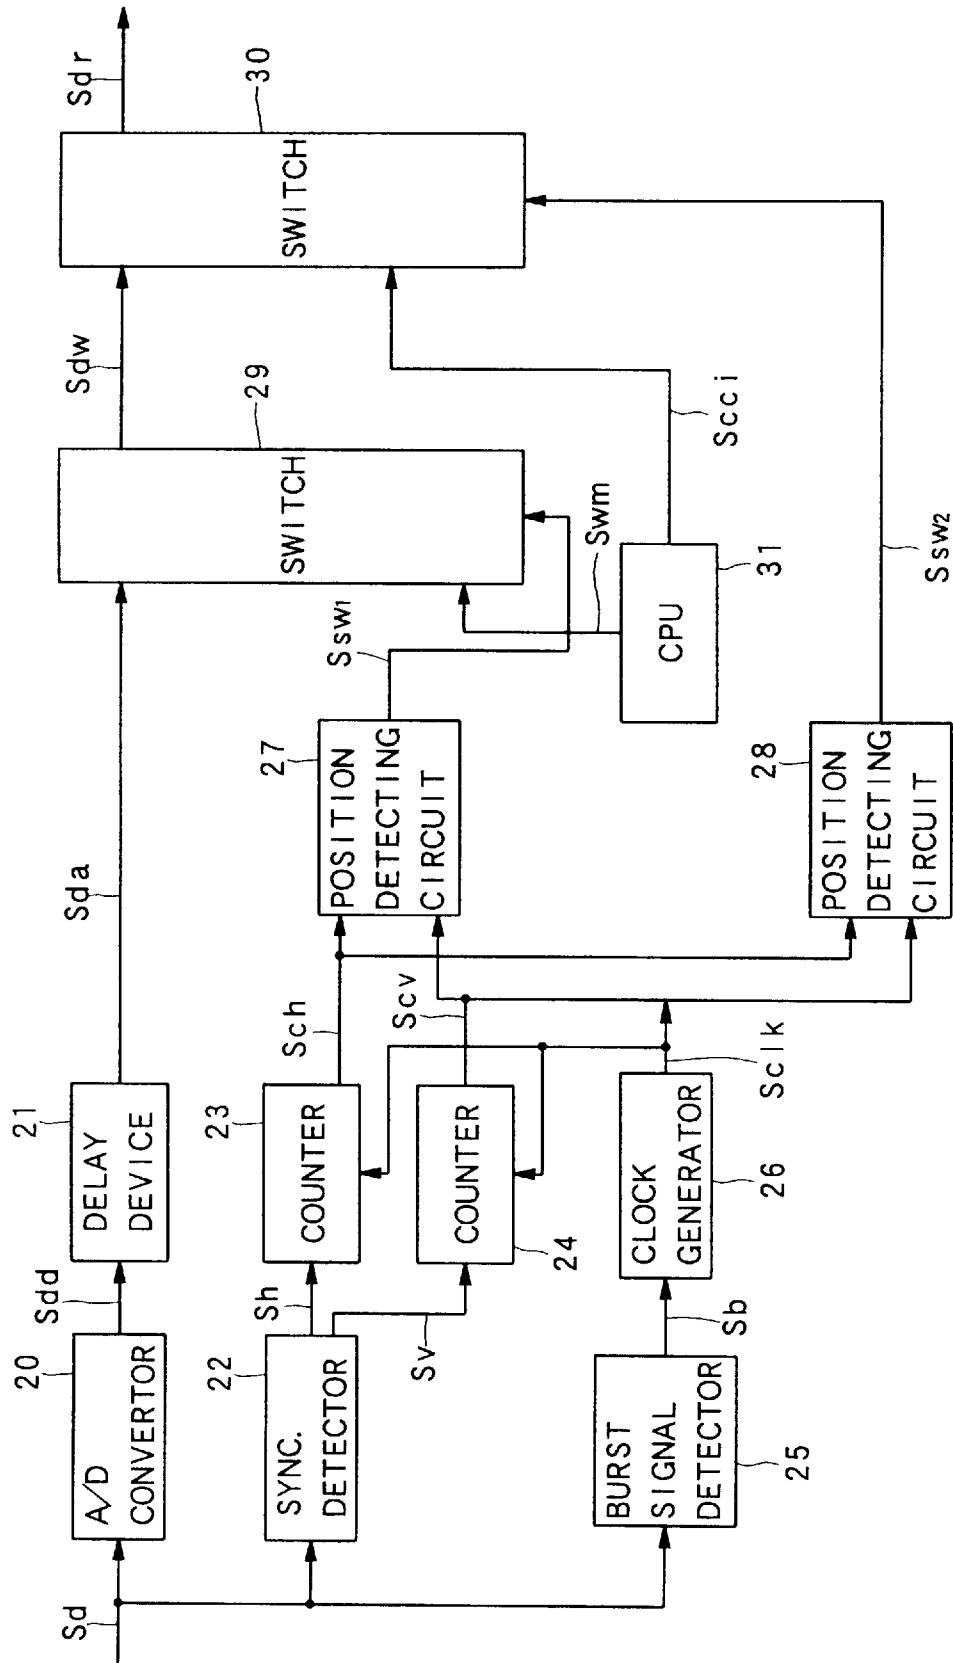 Sd
20
A/D
CONVERTOR
Sdd
21
DELAY
DEVICE
Sda
29
SWITCH
Sdw
30
SWITCH
Sdr
22
SYNC.
DETECTOR
Sh
Sv
23
COUNTER
Sch
24
COUNTER
Scv
27
POSITION
DETECTING
CIRCUIT
Ssw1
25
BURST
SIGNAL
DETECTOR
Sb
26
CLOCK
GENERATOR
Sclk
31
CPU
Swm
Scci
28
POSITION
DETECTING
CIRCUIT
Ssw2